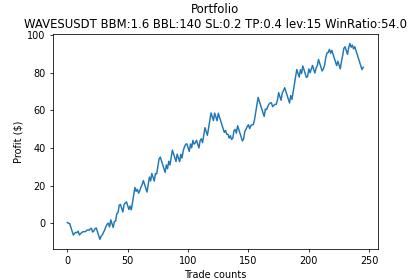 Portfolio
WAVESUSDT BBM:1.6 BBL:140 SL:0.2 TP:0.4 lev:15 WinRatio:54.0
100
80
60
40
20
0
Profit ($)
0 50 100 150 200 250
Trade counts